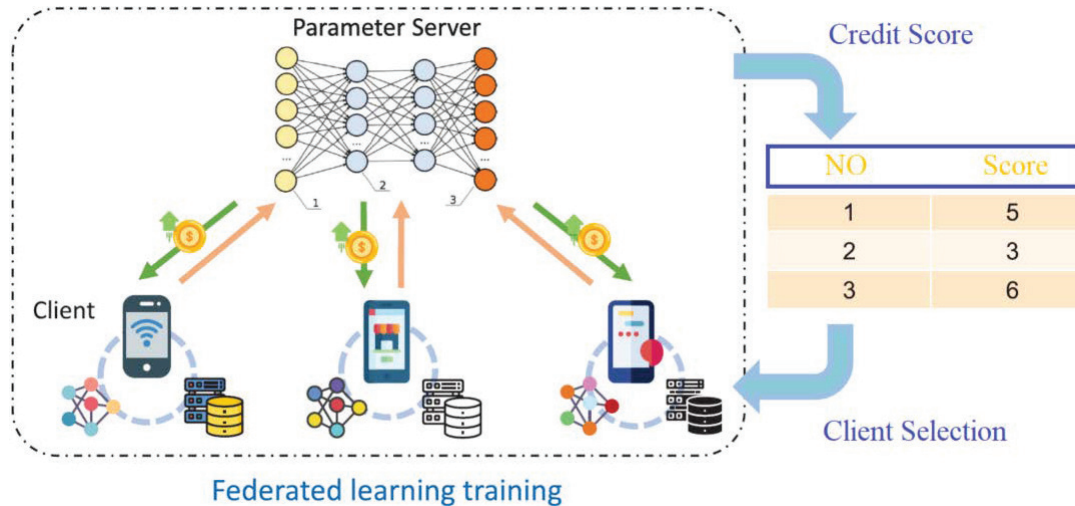 Parameter Server
Credit Score
NO Score
1 5
2 3
3 6
... ... ... ...
1 2 3
$ $ $
Client
Client Selection
Federated learning training